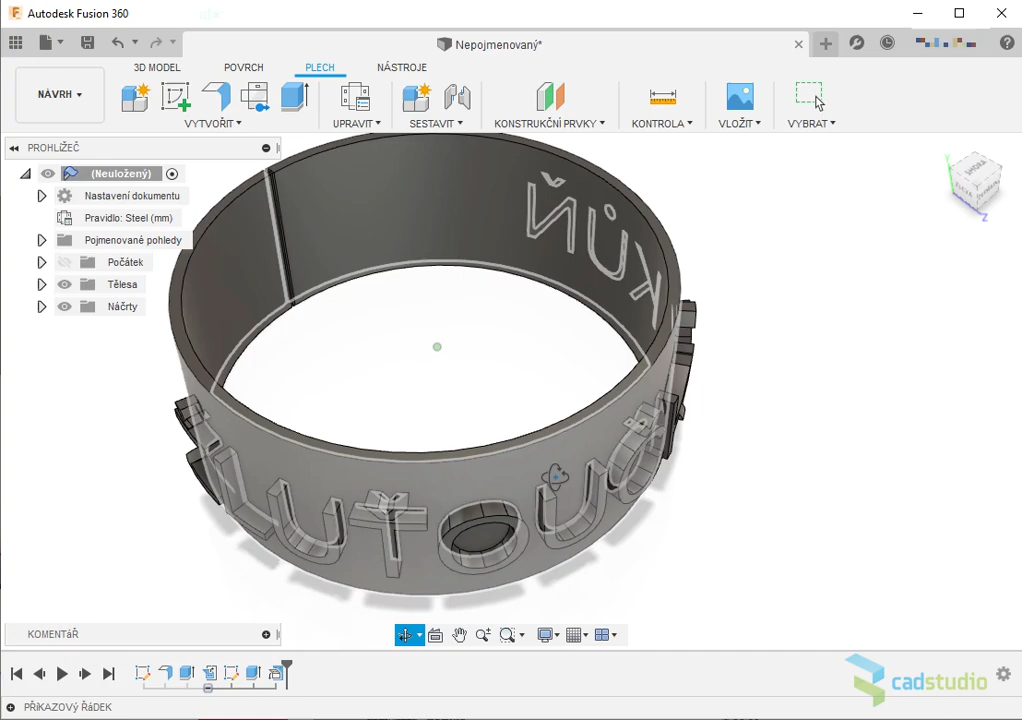 Autodesk Fusion 360
Nepojmenovaný*
NÁVRH
3D MODEL
POVRCH
PLECH
NÁSTROJE
VYTVOŘIT
UPRAVIT
SESTAVIT
KONSTRUKČNÍ PRVKY
KONTROLA
VLOŽIT
VYBRAT
PROHLÍŽEČ
(Neuložený)
Nastavení dokumentu
Pravidlo: Steel (mm)
Pojmenované pohledy
Počátek
Tělesa
Náčrty
Z
KŮŇ
KOMENTÁŘ
cadstudio
PŘÍKAZOVÝ ŘÁDEK